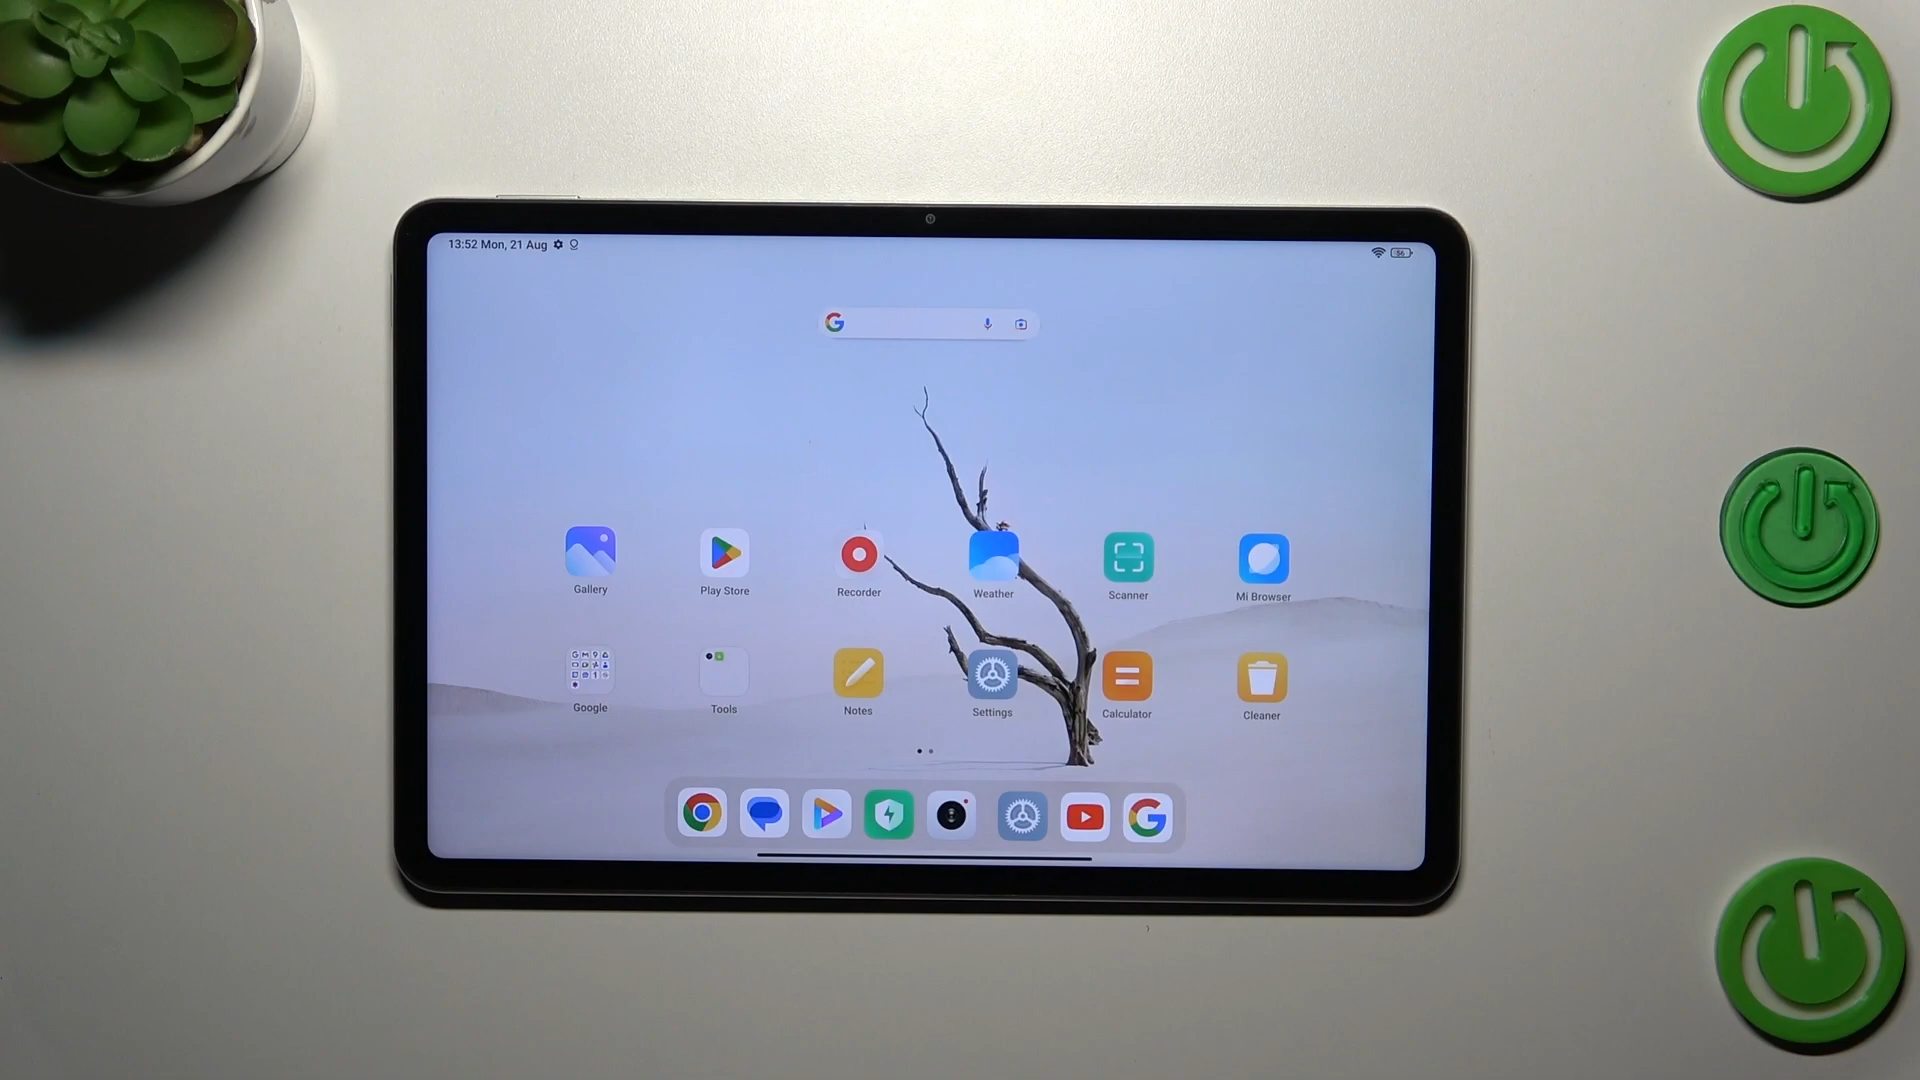 13:52 Mon, 21 Aug
56
Gallery
Play Store
Recorder
Weather
Scanner
Mi Browser
Google
Tools
Notes
Settings
Calculator
Cleaner